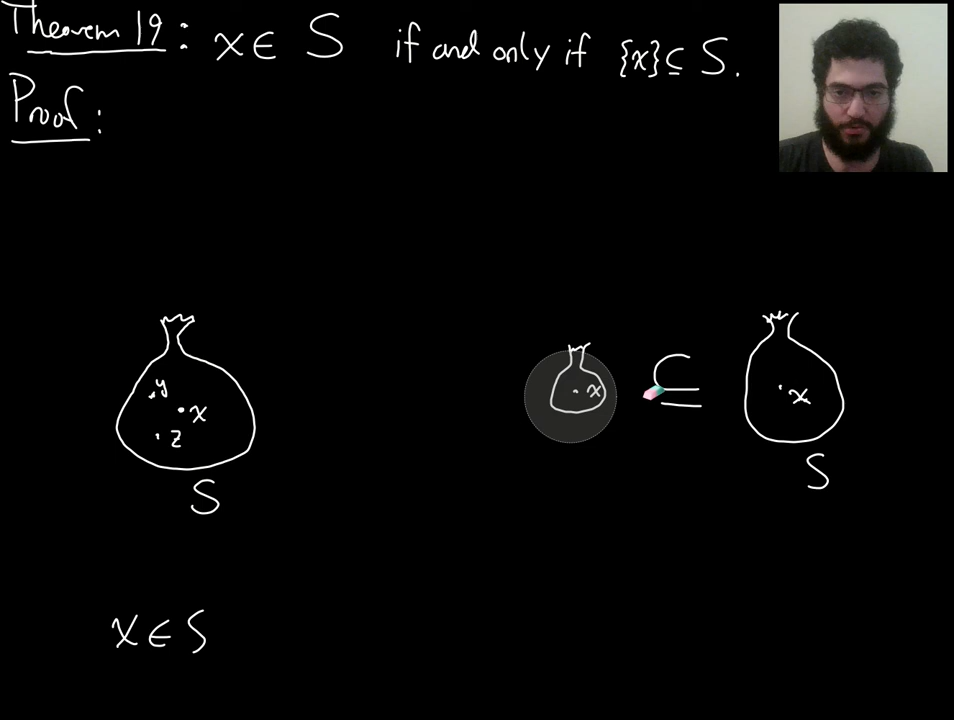 Theorem 19: x ∈ S if and only if {x} ⊆ S.
Proof:
y
x
z
S
x ⊆ x
S
x ∈ S